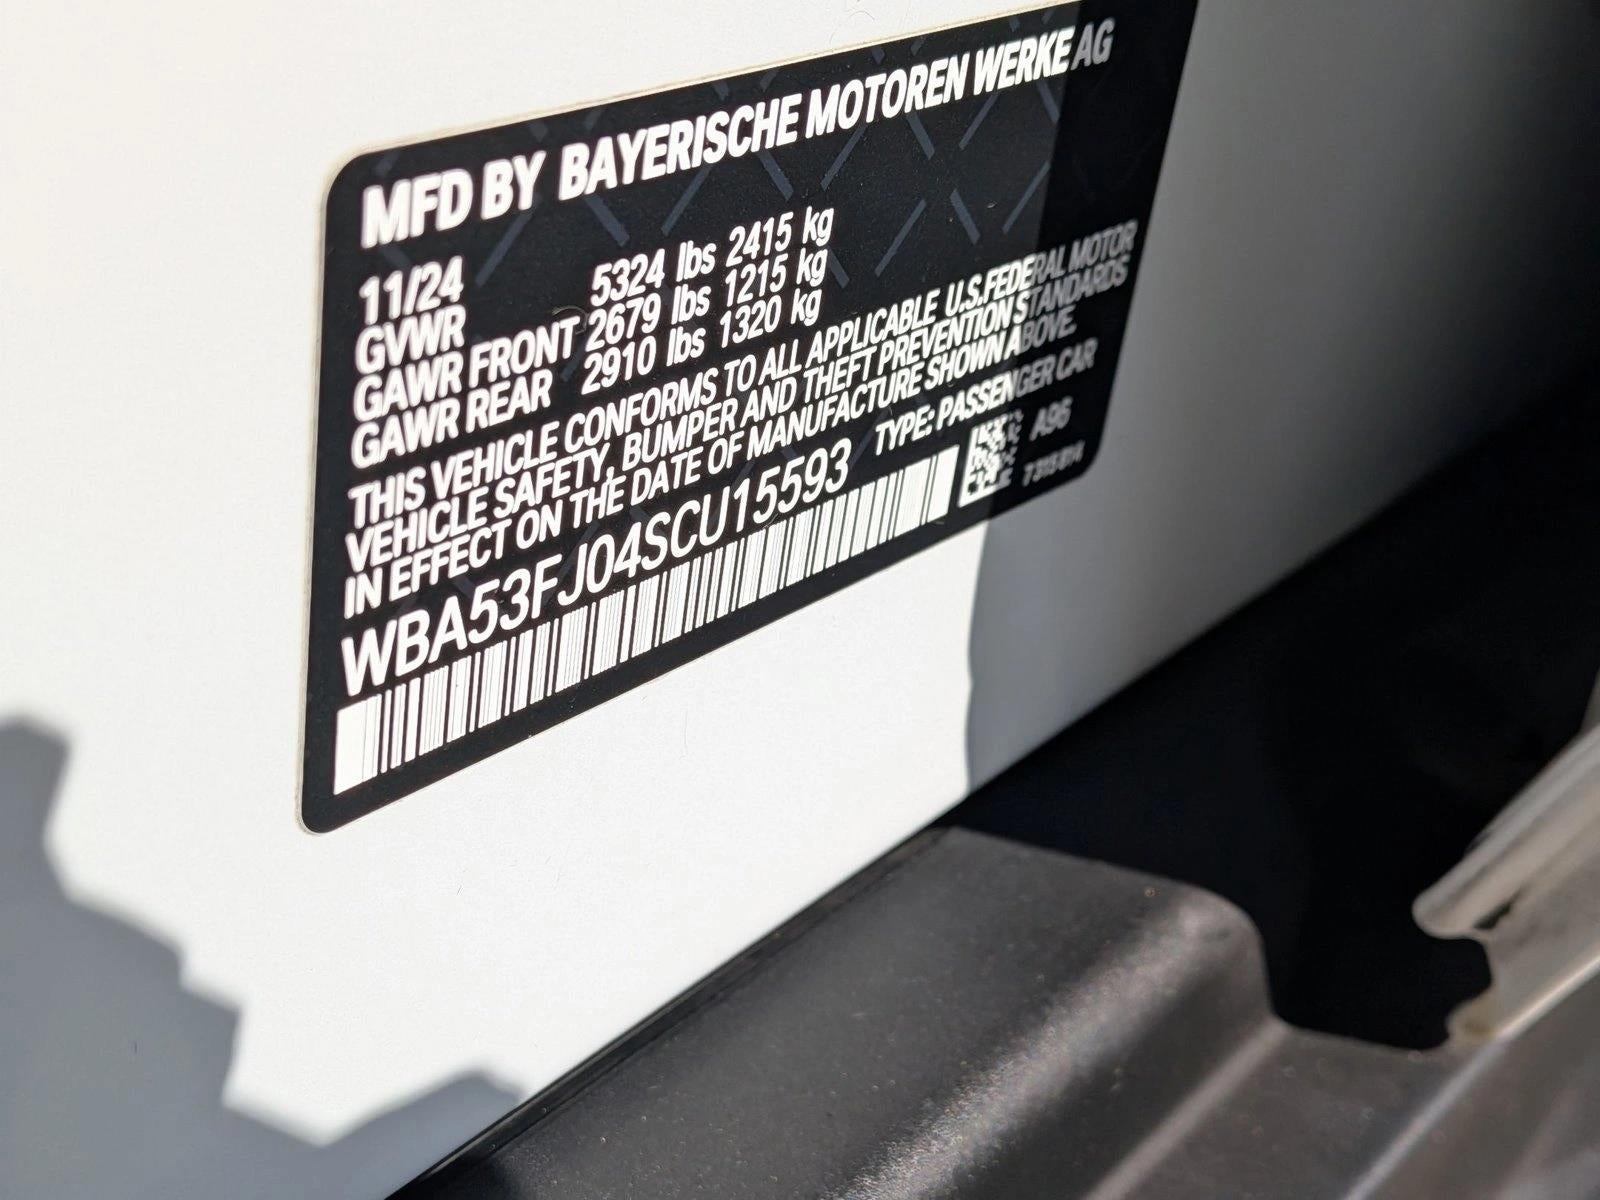 MFD BY BAYERISCHE MOTOREN WERKE AG
11/24
GVWR 5324 lbs 2415 kg
GAWR FRONT 2679 lbs 1215 kg
GAWR REAR 2910 lbs 1320 kg
THIS VEHICLE CONFORMS TO ALL APPLICABLE U.S.FEDERAL MOTOR
VEHICLE SAFETY, BUMPER AND THEFT PREVENTION STANDARDS
IN EFFECT ON THE DATE OF MANUFACTURE SHOWN ABOVE.
WBA53FJ04SCU15593 TYPE: PASSENGER CAR
A96